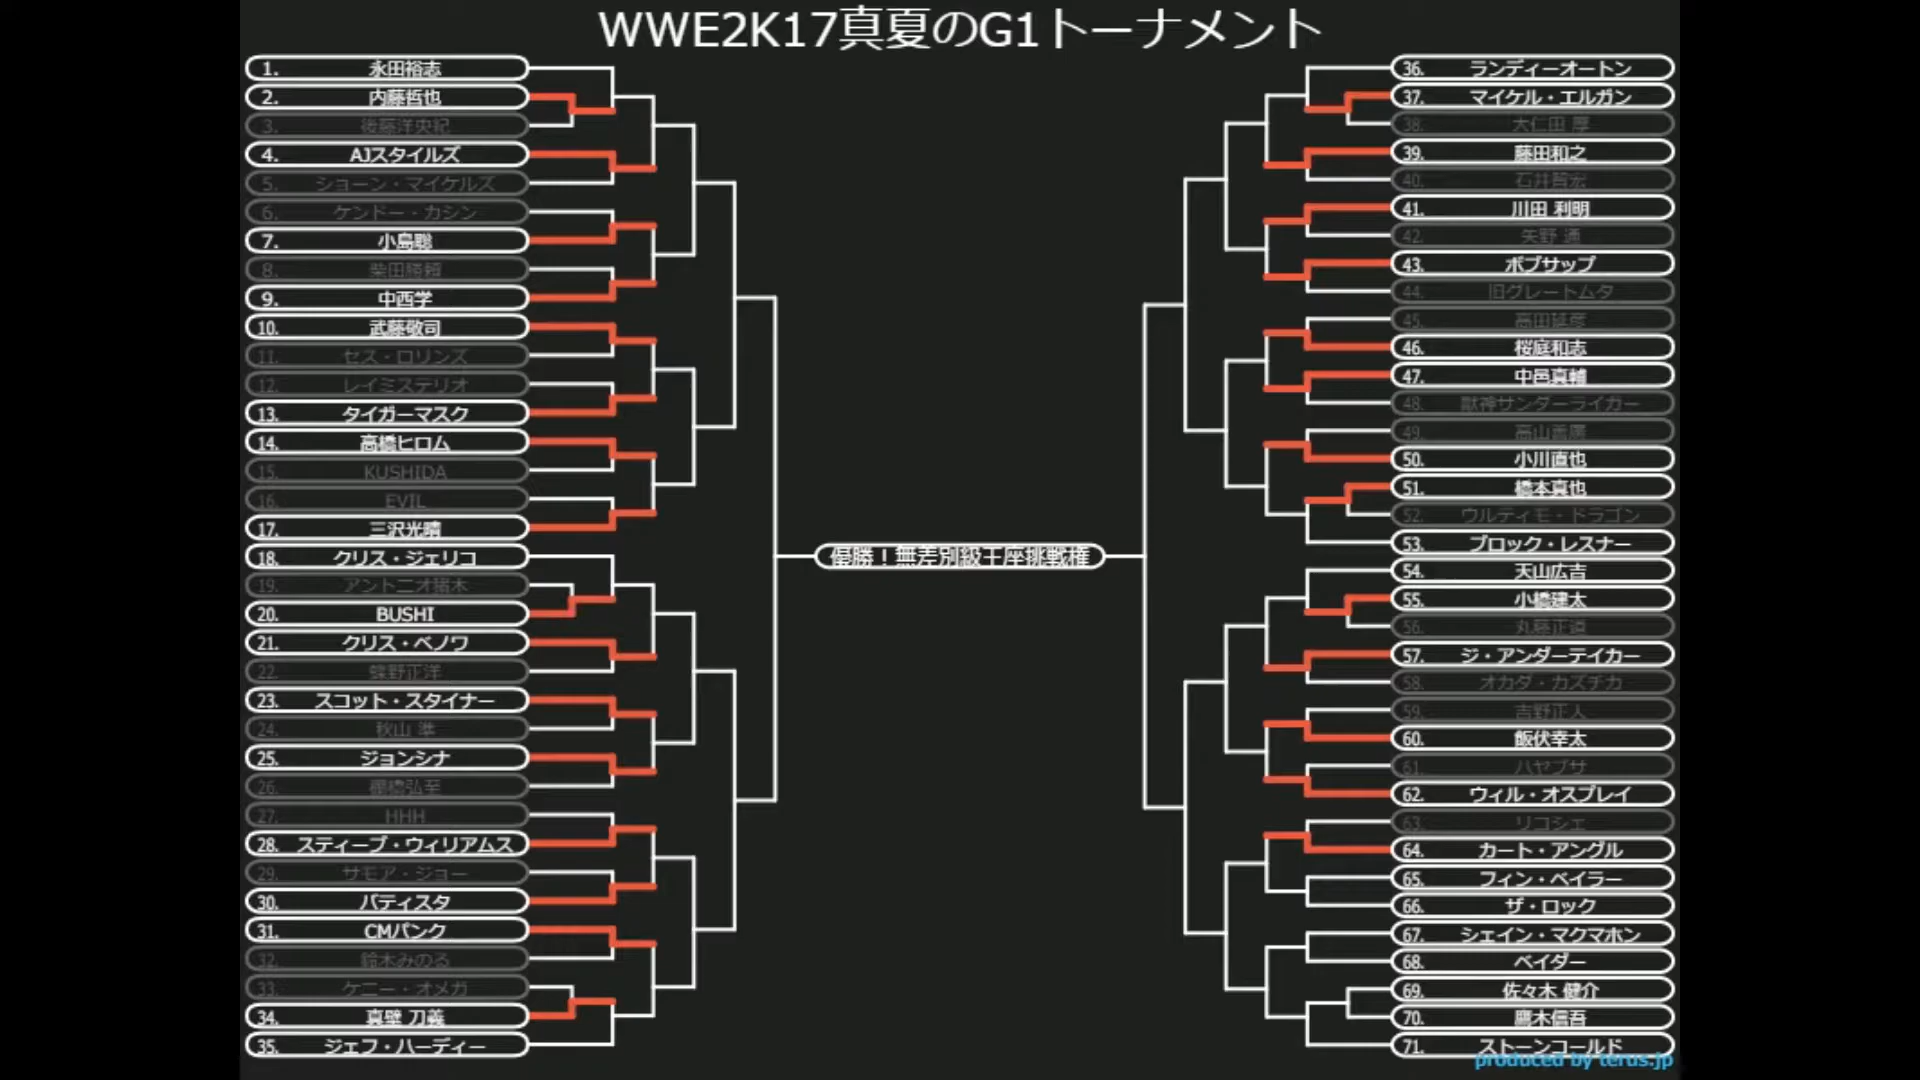 WWE2K17真夏のG1トーナメント
1. 永田裕志
2. 内藤哲也
3. 後藤洋央紀
4. AJスタイルズ
5. ショーン・マイケルズ
6. ケンドー・カシン
7. 小島聡
8. 柴田勝頼
9. 中西学
10. 武藤敬司
11. セス・ロリンズ
12. レイミステリオ
13. タイガーマスク
14. 高橋ヒロム
15. KUSHIDA
16. EVIL
17. 三沢光晴
18. クリス・ジェリコ
19. アントニオ猪木
20. BUSHI
21. クリス・ベノワ
22. 蝶野正洋
23. スコット・スタイナー
24. 秋山 準
25. ジョンシナ
26. 棚橋弘至
27. HHH
28. スティーブ・ウィリアムス
29. サモア・ジョー
30. バティスタ
31. CMパンク
32. 鈴木みのる
33. ケニー・オメガ
34. 真壁 刀義
35. ジェフ・ハーディー
優勝！無差別級王座挑戦権
36. ランディーオートン
37. マイケル・エルガン
38. 大仁田 厚
39. 藤田和之
40. 石井智宏
41. 川田 利明
42. 矢野 通
43. ボブサップ
44. 旧グレートムタ
45. 高田延彦
46. 桜庭和志
47. 中邑真輔
48. 獣神サンダーライガー
49. 高山善廣
50. 小川直也
51. 橋本真也
52. ウルティモ・ドラゴン
53. ブロック・レスナー
54. 天山広吉
55. 小橋建太
56. 丸藤正道
57. ジ・アンダーテイカー
58. オカダ・カズチカ
59. 吉野正人
60. 飯伏幸太
61. ハヤブサ
62. ウィル・オスプレイ
63. リコシェ
64. カート・アングル
65. フィン・ベイラー
66. ザ・ロック
67. シェイン・マクマホン
68. ベイダー
69. 佐々木 健介
70. 鷹木信吾
71. ストーンコールド
produced by terus.jp